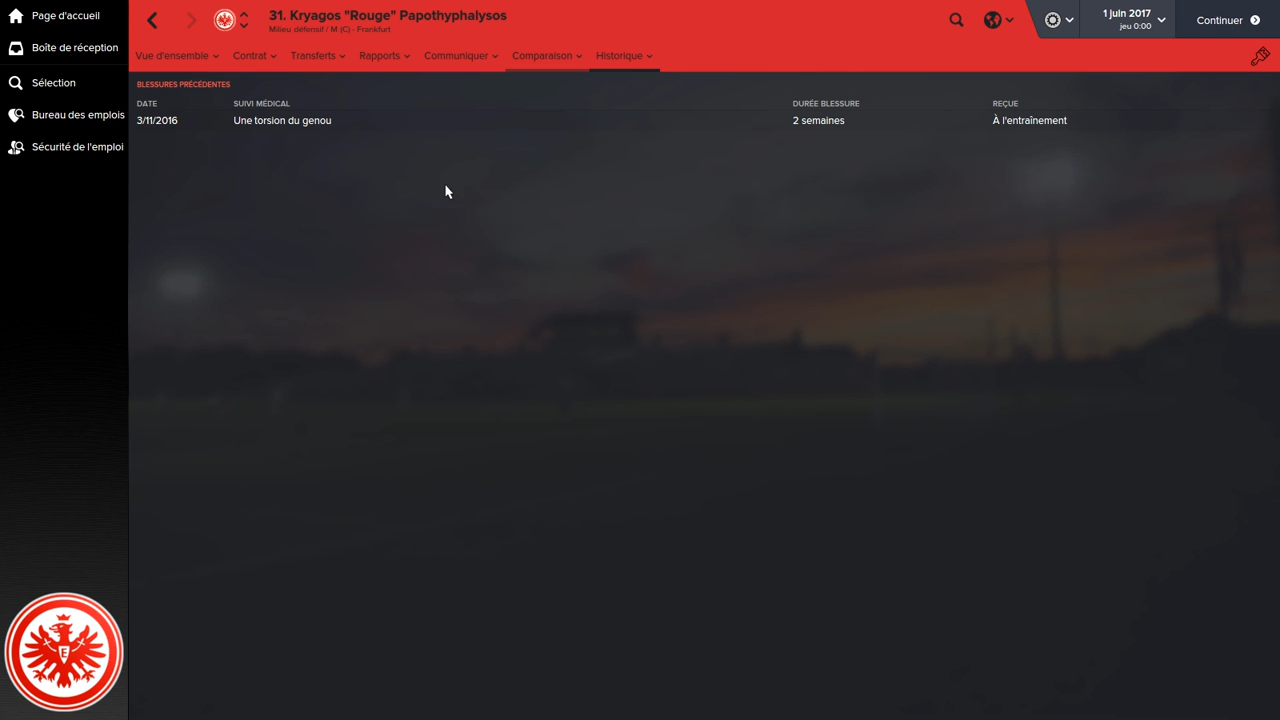 Page d'accueil
Boîte de réception
Sélection
Bureau des emplois
Sécurité de l'emploi
31. Kryagos "Rouge" Papothyphalysos
Milieu défensif / M (C) - Frankfurt
1 juin 2017
jeu 0:00
Continuer
Vue d'ensemble Contrat Transferts Rapports Communiquer Comparaison Historique
BLESSURES PRÉCÉDENTES
DATE SUIVI MÉDICAL DURÉE BLESSURE REÇUE
3/11/2016 Une torsion du genou 2 semaines À l'entraînement
E